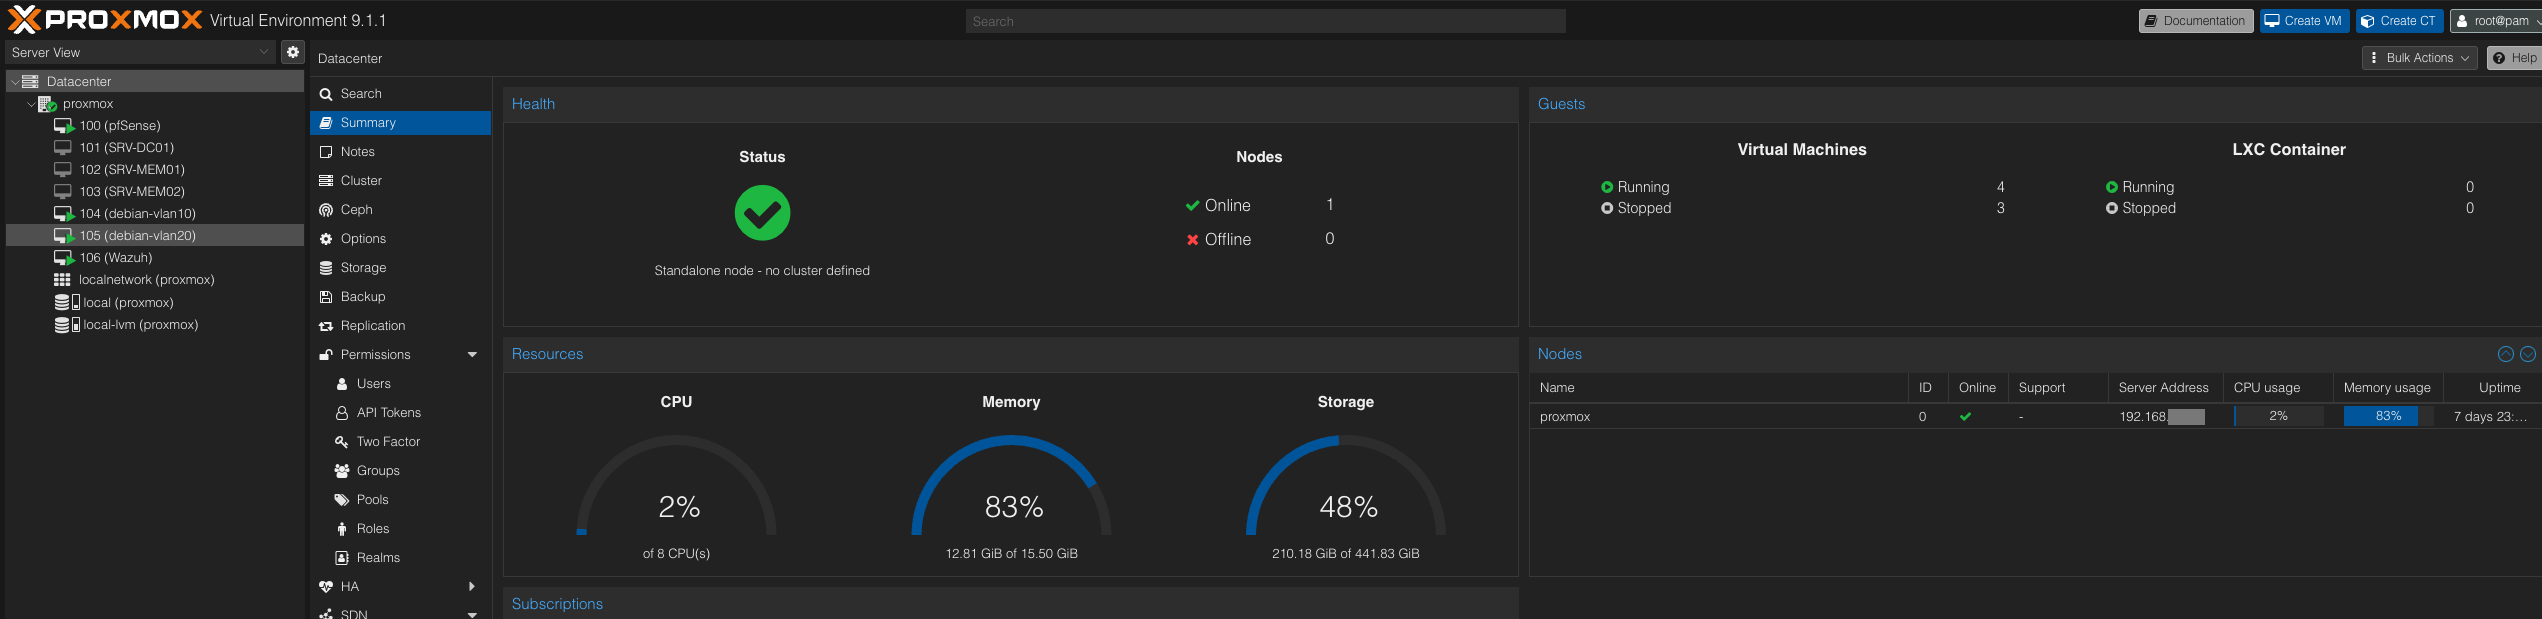 PROXMOX Virtual Environment 9.1.1
Search
Documentation
Create VM
Create CT
root@pam
Server View
Datacenter
proxmox
100 (pfSense)
101 (SRV-DC01)
102 (SRV-MEM01)
103 (SRV-MEM02)
104 (debian-vlan10)
105 (debian-vlan20)
106 (Wazuh)
localnetwork (proxmox)
local (proxmox)
local-lvm (proxmox)
Datacenter
Bulk Actions
Help
Search
Summary
Notes
Cluster
Ceph
Options
Storage
Backup
Replication
Permissions
Users
API Tokens
Two Factor
Groups
Pools
Roles
Realms
HA
SDN
Health
Status
Standalone node - no cluster defined
Nodes
Online 1
Offline 0
Guests
Virtual Machines
Running 4
Stopped 3
LXC Container
Running 0
Stopped 0
Resources
CPU
2%
of 8 CPU(s)
Memory
83%
12.81 GiB of 15.50 GiB
Storage
48%
210.18 GiB of 441.83 GiB
Nodes
Name ID Online Support Server Address CPU usage Memory usage Uptime
proxmox 0 - 192.168. 2% 83% 7 days 23:...
Subscriptions